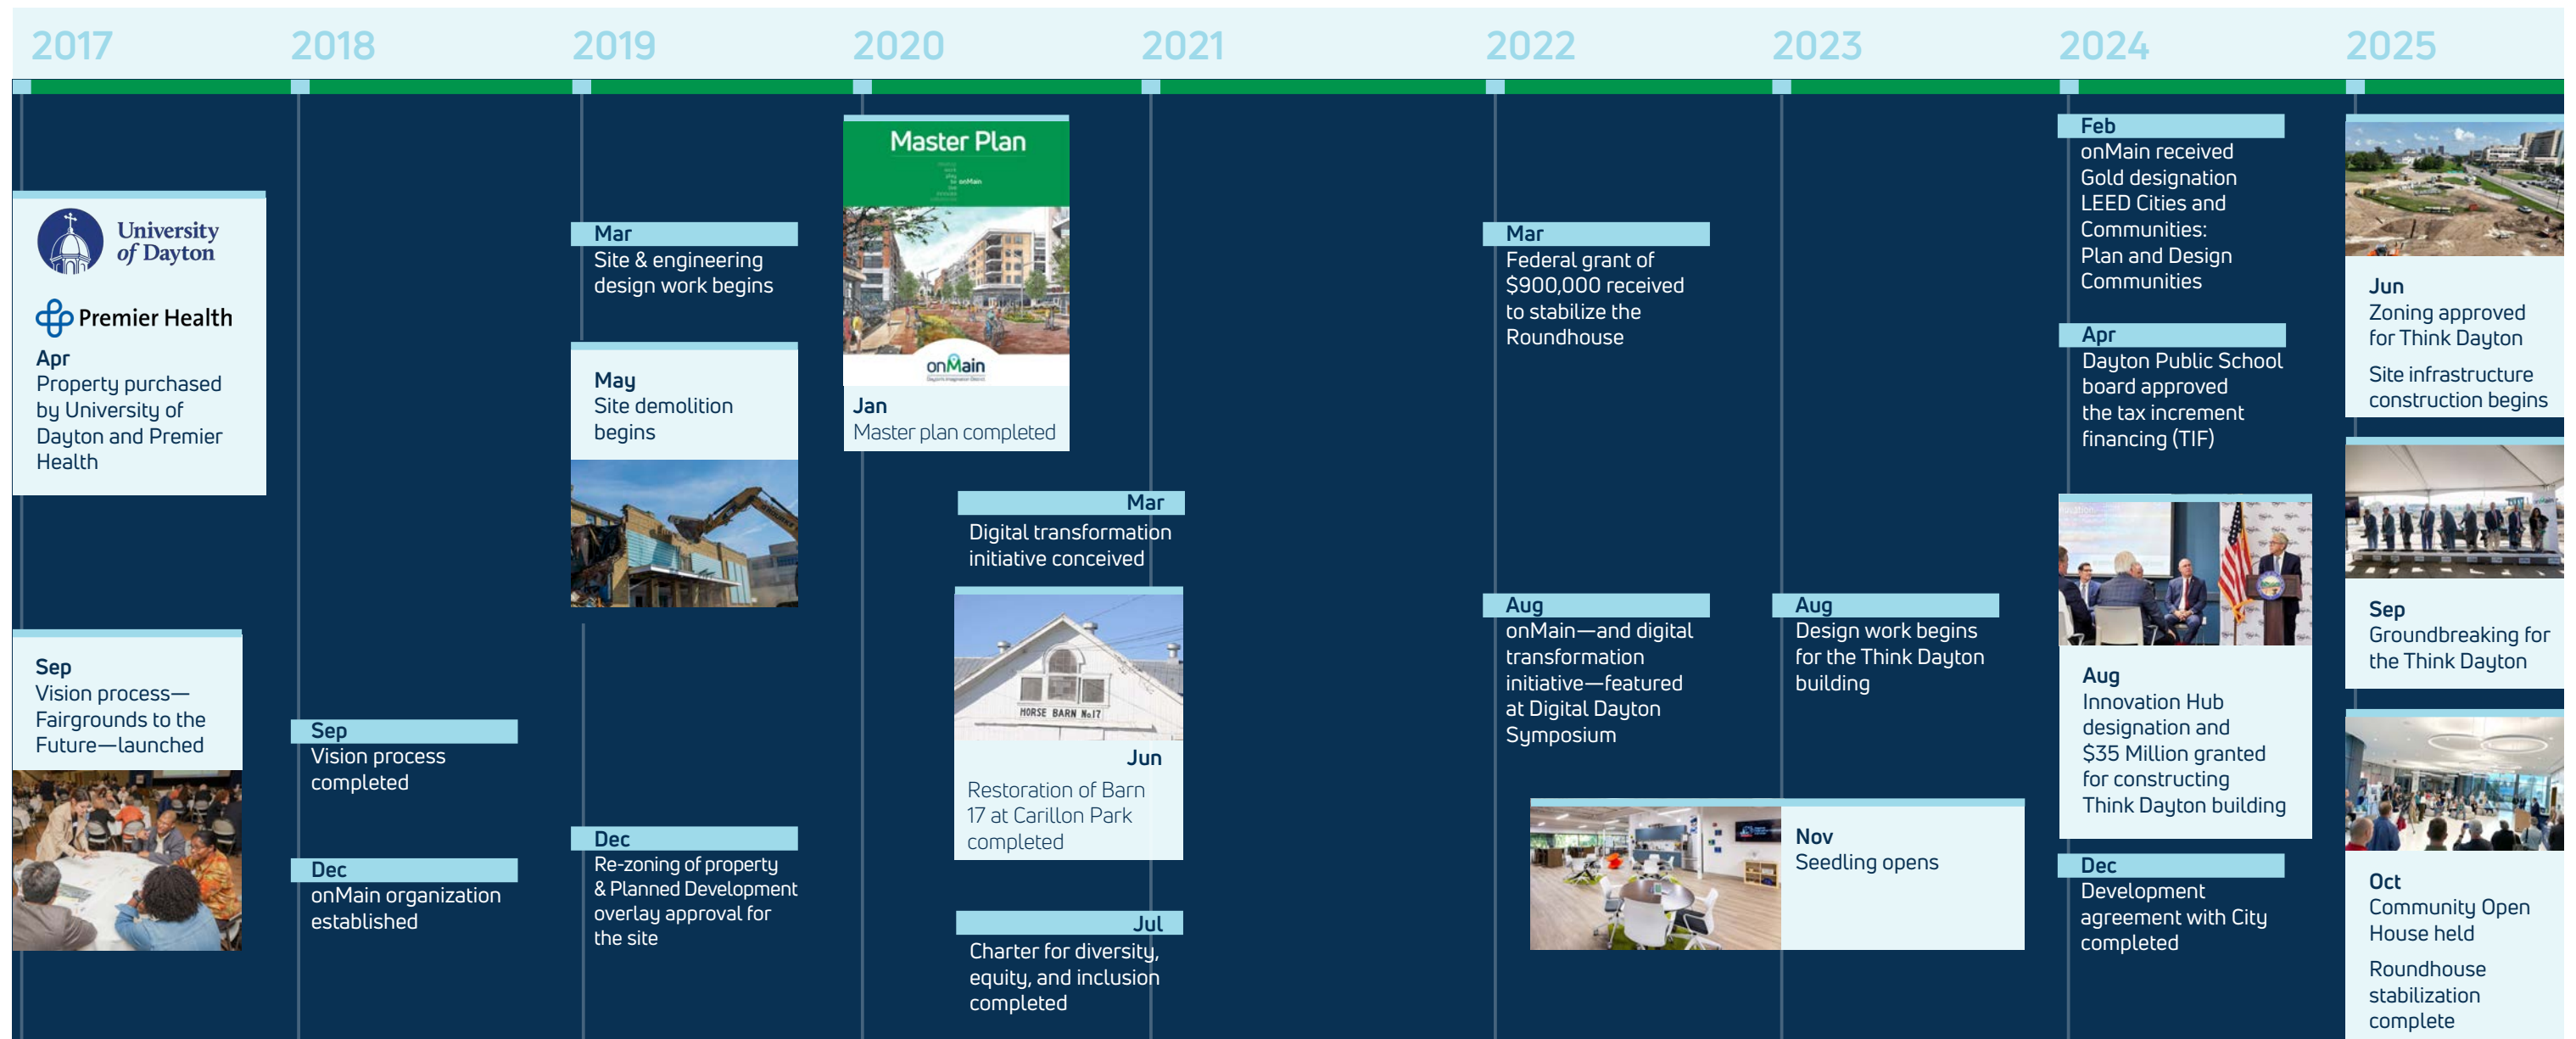 2017
2018
2019
2020
2021
2022
2023
2024
2025
University
of Dayton
Premier Health
Apr
Property purchased
by University of
Dayton and Premier
Health
Sep
Vision process—
Fairgrounds to the
Future—launched
Sep
Vision process
completed
Dec
onMain organization
established
Mar
Site & engineering
design work begins
May
Site demolition
begins
Dec
Re-zoning of property
& Planned Development
overlay approval for
the site
Master Plan
onMain
Jan
Master plan completed
Mar
Digital transformation
initiative conceived
HORSE BARN No17
Jun
Restoration of Barn
17 at Carillon Park
completed
Jul
Charter for diversity,
equity, and inclusion
completed
Mar
Federal grant of
$900,000 received
to stabilize the
Roundhouse
Aug
onMain—and digital
transformation
initiative—featured
at Digital Dayton
Symposium
Aug
Design work begins
for the Think Dayton
building
Nov
Seedling opens
Feb
onMain received
Gold designation
LEED Cities and
Communities:
Plan and Design
Communities
Apr
Dayton Public School
board approved
the tax increment
financing (TIF)
Aug
Innovation Hub
designation and
$35 Million granted
for constructing
Think Dayton building
Dec
Development
agreement with City
completed
Jun
Zoning approved
for Think Dayton
Site infrastructure
construction begins
Sep
Groundbreaking for
the Think Dayton
Oct
Community Open
House held
Roundhouse
stabilization
complete